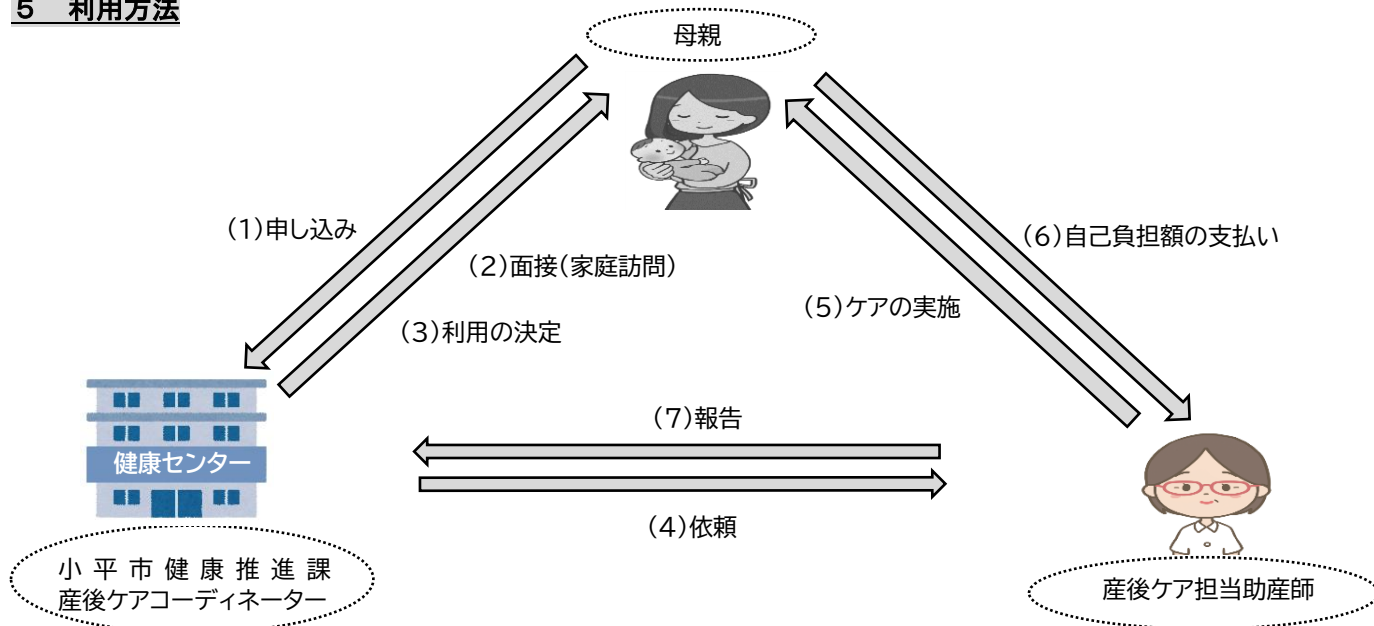 5　利用方法
母親
(1)申し込み
(2)面接(家庭訪問)
(3)利用の決定
(6)自己負担額の支払い
(5)ケアの実施
(7)報告
(4)依頼
健康センター
小平市健康推進課
産後ケアコーディネーター
産後ケア担当助産師